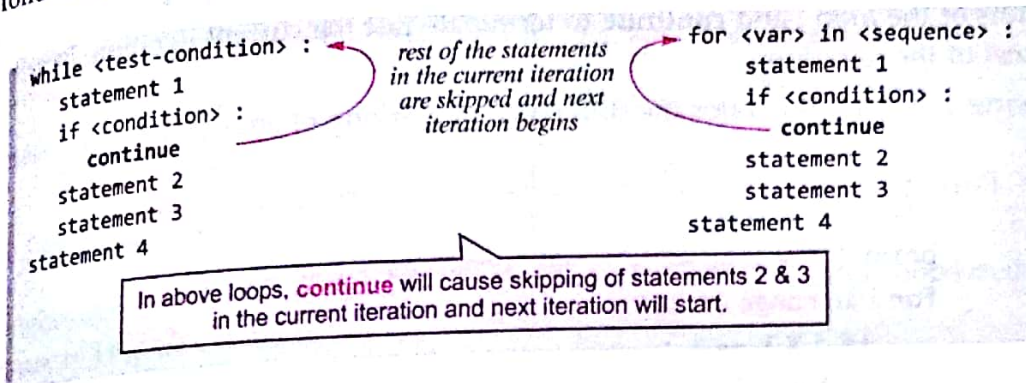 while <test-condition> :
    statement 1
    if <condition> :
        continue
    statement 2
    statement 3
statement 4
rest of the statements
in the current iteration
are skipped and next
iteration begins
for <var> in <sequence> :
    statement 1
    if <condition> :
        continue
    statement 2
    statement 3
statement 4
In above loops, continue will cause skipping of statements 2 & 3
in the current iteration and next iteration will start.